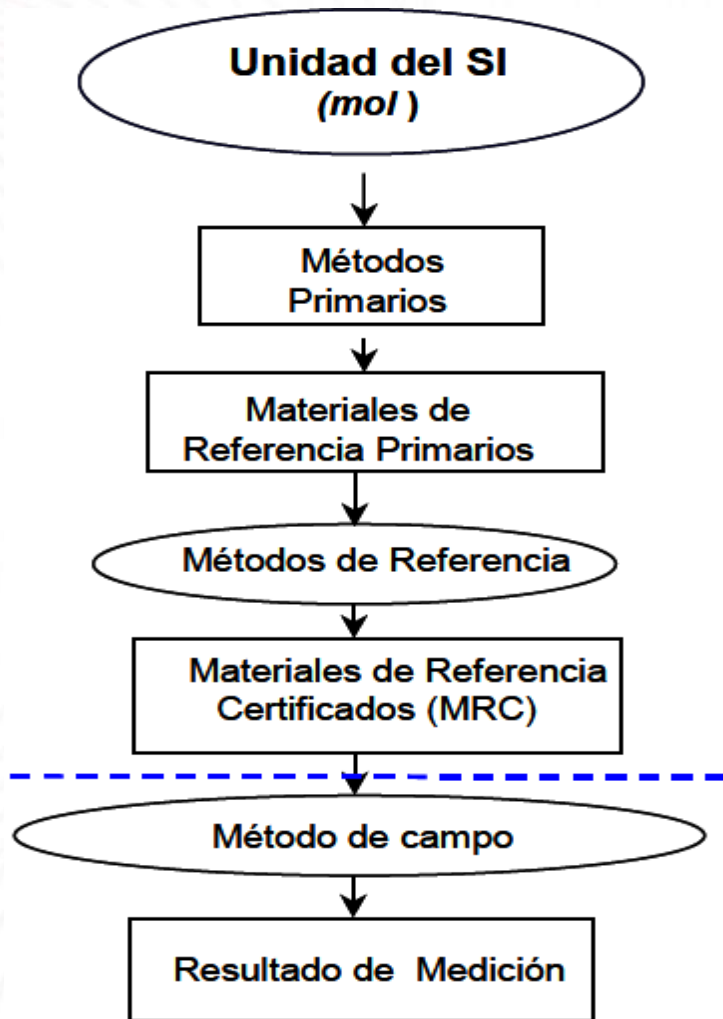 Unidad del SI
(mol )
Métodos
Primarios
Materiales de
Referencia Primarios
Métodos de Referencia
Materiales de Referencia
Certificados (MRC)
Método de campo
Resultado de Medición